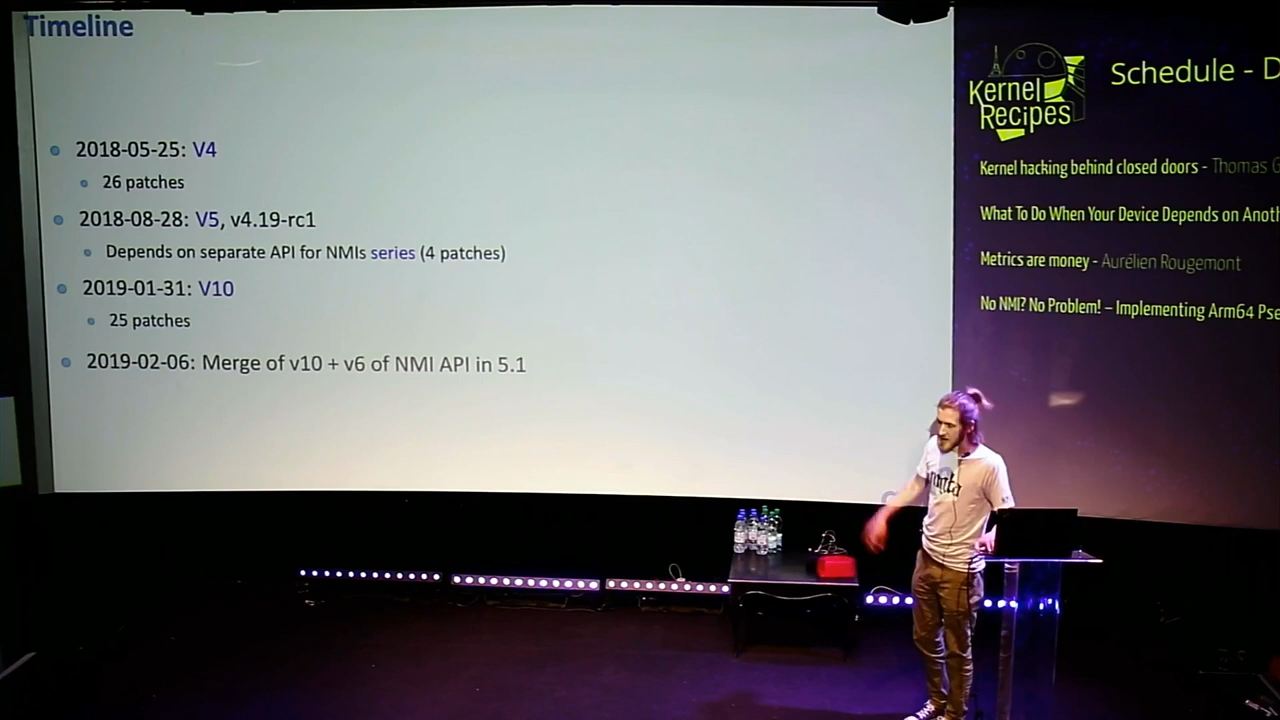 Timeline
2018-05-25: V4
26 patches
2018-08-28: V5, v4.19-rc1
Depends on separate API for NMIs series (4 patches)
2019-01-31: V10
25 patches
2019-02-06: Merge of v10 + v6 of NMI API in 5.1
Kernel
Recipes
Schedule - D
Kernel hacking behind closed doors - Thomas G
What To Do When Your Device Depends on Anoth
Metrics are money - Aurélien Rougemont
No NMI? No Problem! – Implementing Arm64 Pse